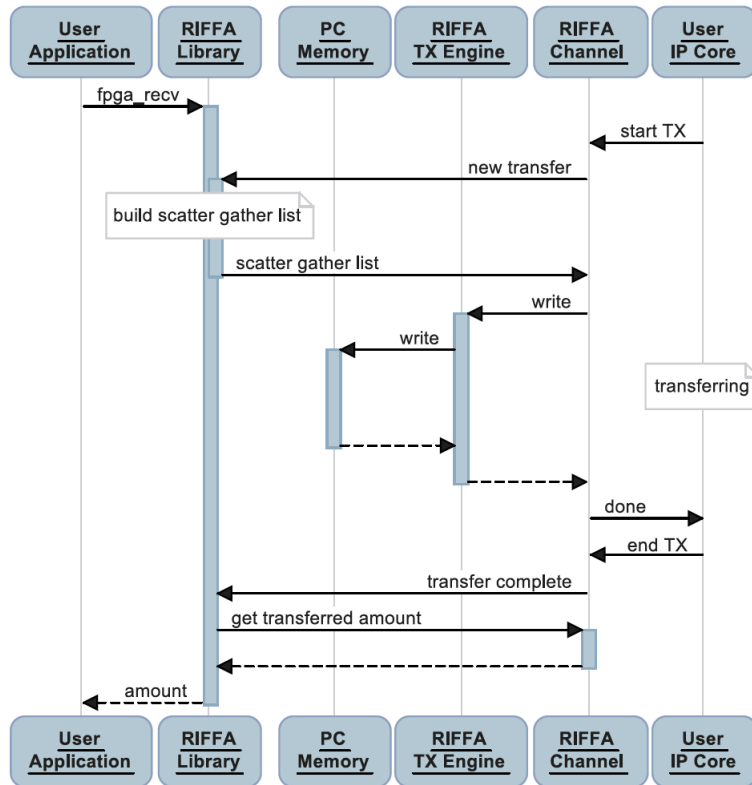 User RIFFA PC RIFFA RIFFA User
Application Library Memory TX Engine Channel IP Core
fpga_recv
start TX
new transfer
build scatter gather list
scatter gather list
write
write
transferring
done
end TX
transfer complete
get transferred amount
amount
User RIFFA PC RIFFA RIFFA User
Application Library Memory TX Engine Channel IP Core